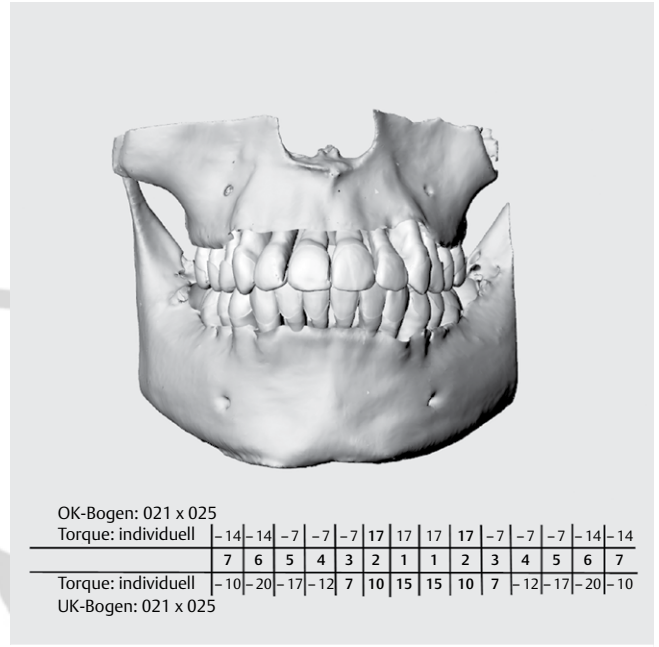 OK-Bogen: 021 x 025
Torque: individuell –14 –14 –7 –7 –7 17 17 17 17 –7 –7 –7 –14 –14
7 6 5 4 3 2 1 1 2 3 4 5 6 7
Torque: individuell –10 –20 –17 –12 7 10 15 15 10 7 –12 –17 –20 –10
UK-Bogen: 021 x 025